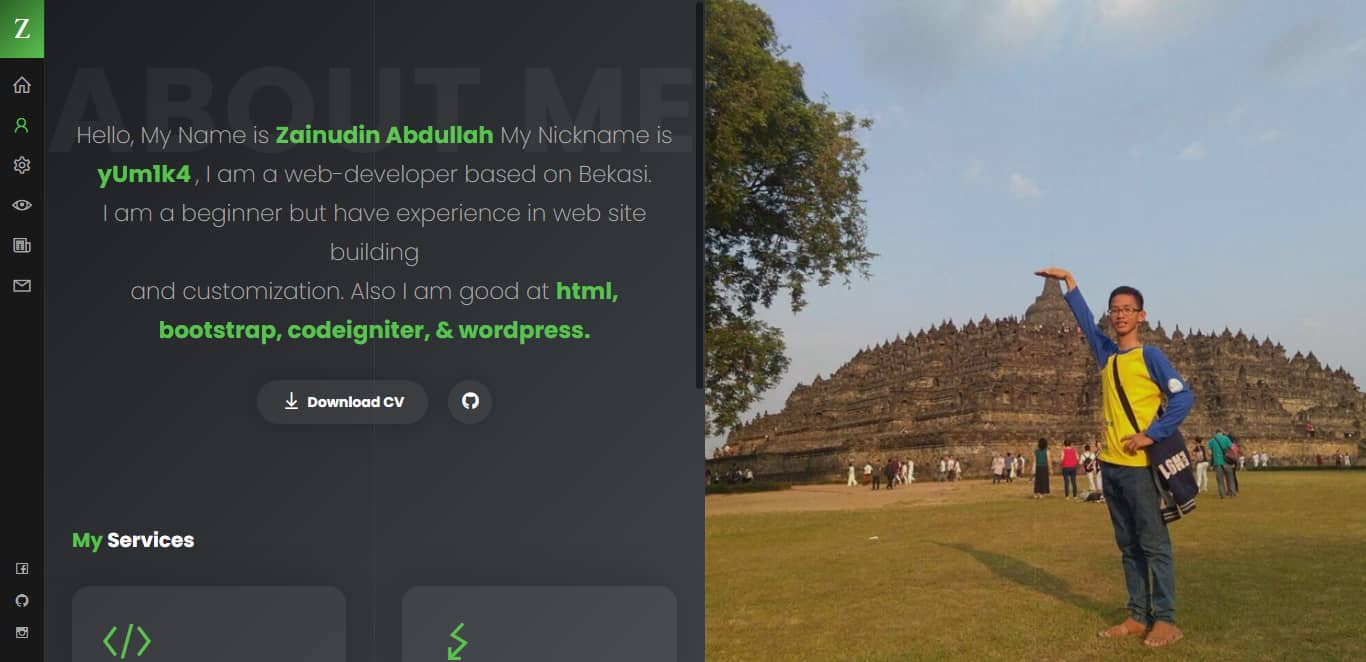 Z
ABOUT ME
Hello, My Name is Zainudin Abdullah My Nickname is
yUm1k4 , I am a web-developer based on Bekasi.
I am a beginner but have experience in web site
building
and customization. Also I am good at html,
bootstrap, codeigniter, & wordpress.
Download CV
My Services